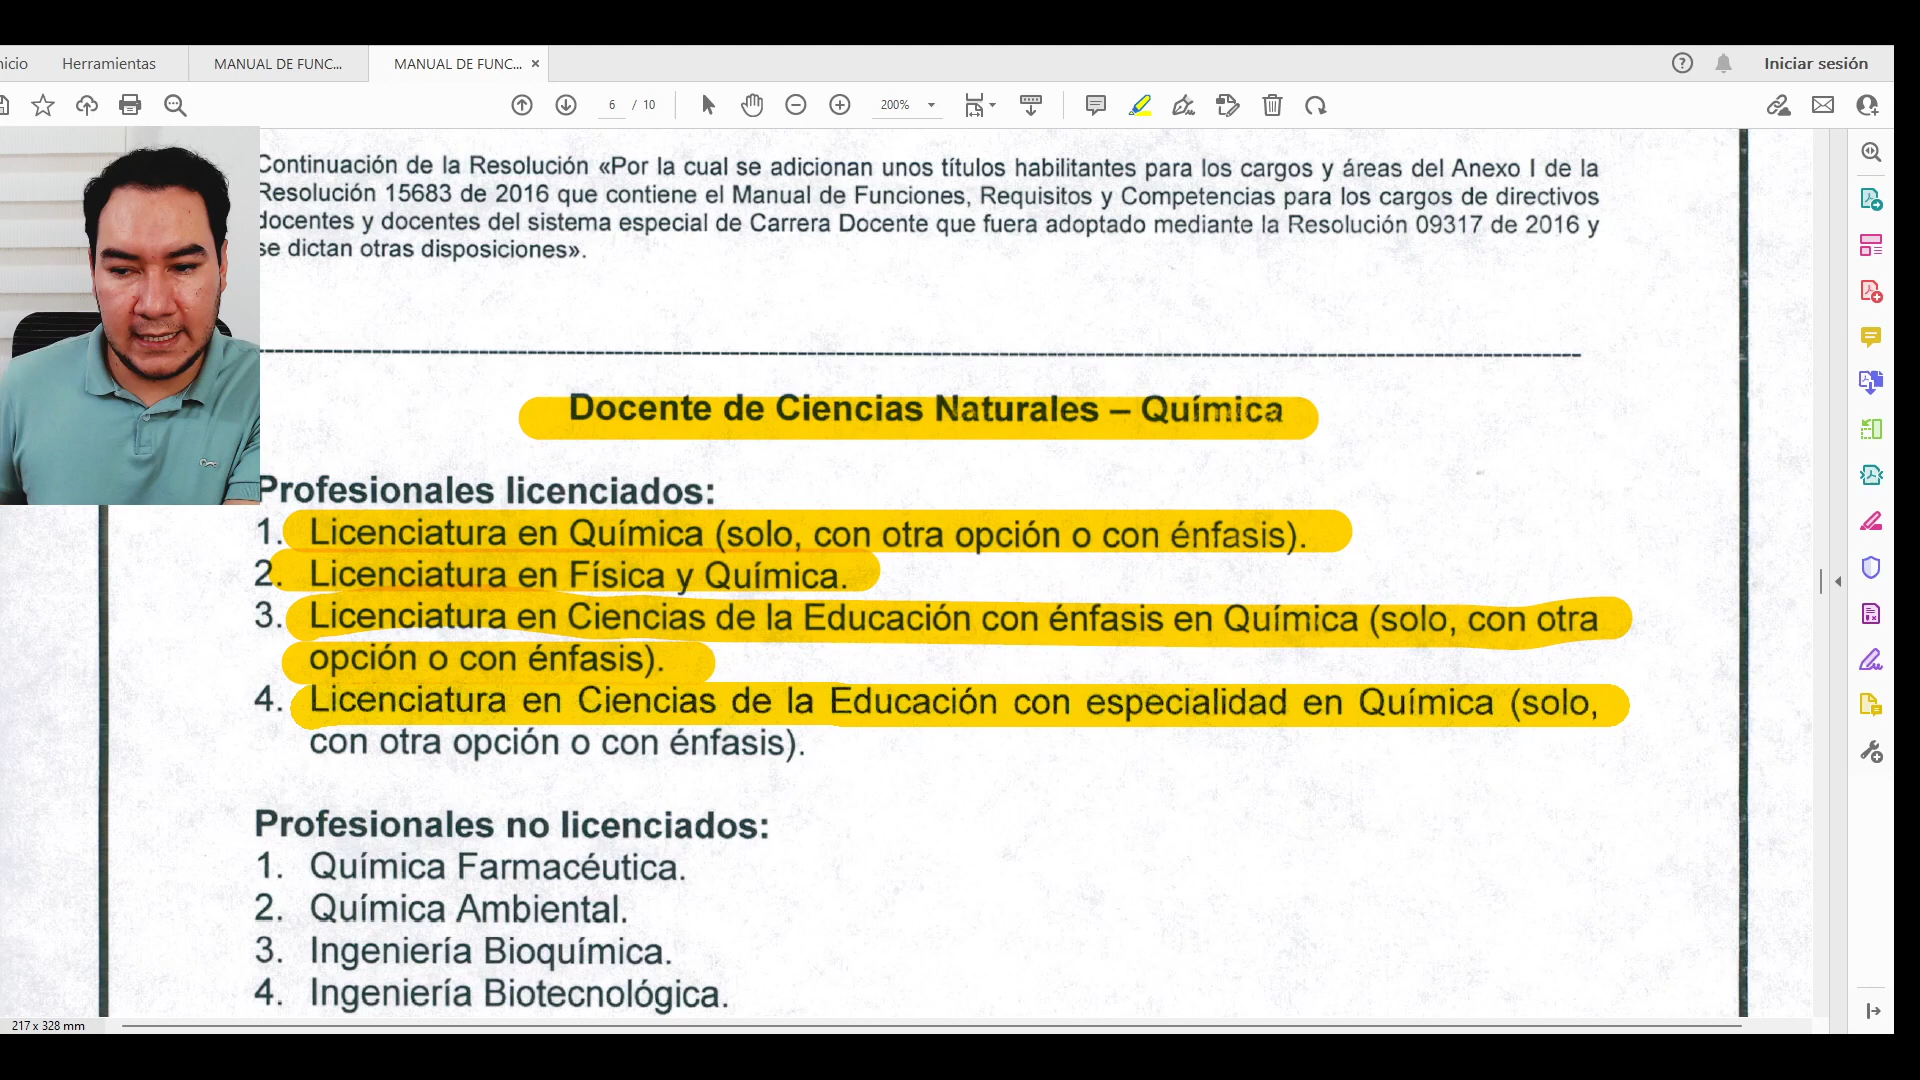 Herramientas
MANUAL DE FUNC...
MANUAL DE FUNC...
Iniciar sesión
6 / 10
200%
Continuación de la Resolución «Por la cual se adicionan unos títulos habilitantes para los cargos y áreas del Anexo I de la
Resolución 15683 de 2016 que contiene el Manual de Funciones, Requisitos y Competencias para los cargos de directivos
docentes y docentes del sistema especial de Carrera Docente que fuera adoptado mediante la Resolución 09317 de 2016 y
se dictan otras disposiciones».
Docente de Ciencias Naturales – Química
Profesionales licenciados:
1. Licenciatura en Química (solo, con otra opción o con énfasis).
2. Licenciatura en Física y Química.
3. Licenciatura en Ciencias de la Educación con énfasis en Química (solo, con otra
opción o con énfasis).
4. Licenciatura en Ciencias de la Educación con especialidad en Química (solo,
con otra opción o con énfasis).
Profesionales no licenciados:
1. Química Farmacéutica.
2. Química Ambiental.
3. Ingeniería Bioquímica.
4. Ingeniería Biotecnológica.
217 x 328 mm